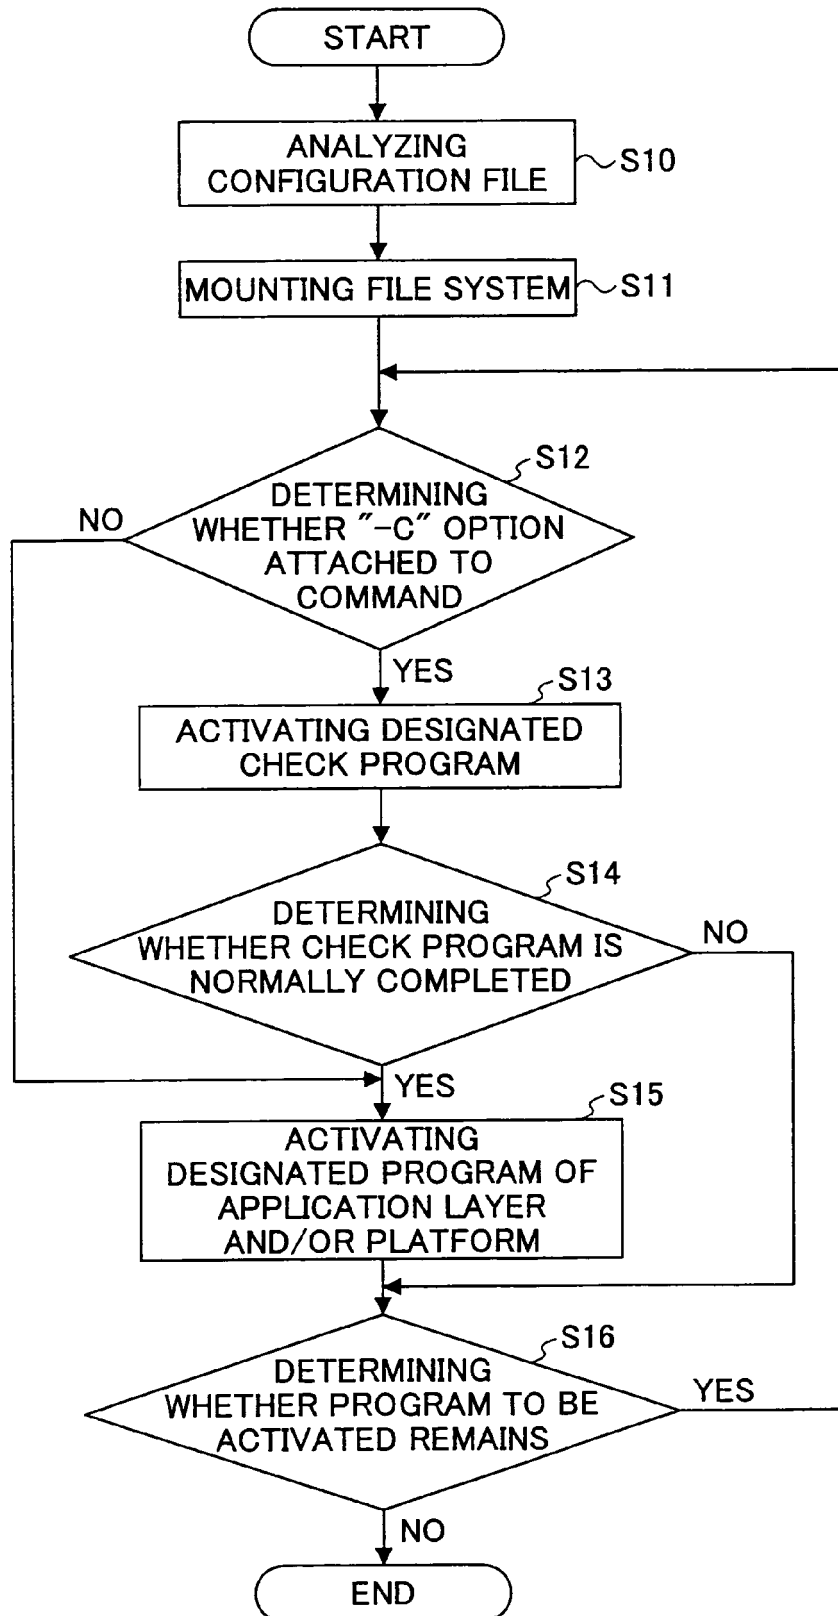 START
ANALYZING
CONFIGURATION FILE
S10
MOUNTING FILE SYSTEM
S11
S12
DETERMINING
WHETHER "-C" OPTION
ATTACHED TO
COMMAND
NO
YES
S13
ACTIVATING DESIGNATED
CHECK PROGRAM
S14
DETERMINING
WHETHER CHECK PROGRAM IS
NORMALLY COMPLETED
NO
YES
S15
ACTIVATING
DESIGNATED PROGRAM OF
APPLICATION LAYER
AND/OR PLATFORM
S16
DETERMINING
WHETHER PROGRAM TO BE
ACTIVATED REMAINS
YES
NO
END